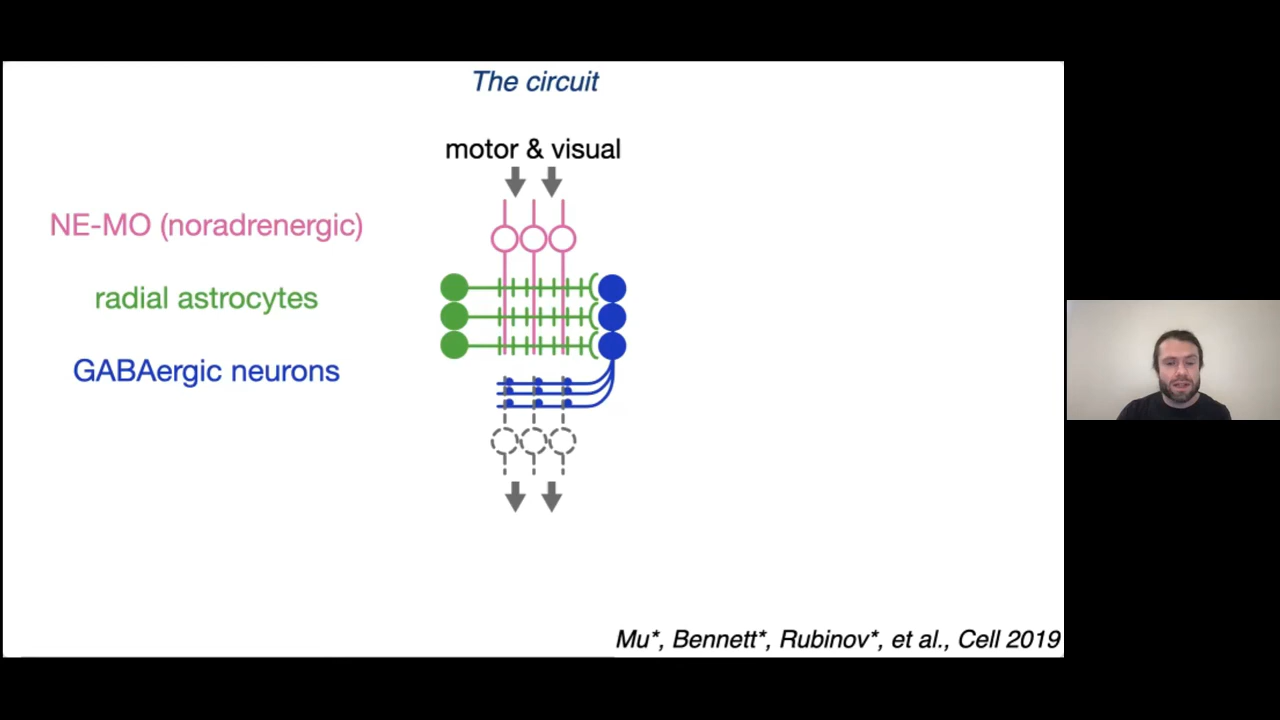 The circuit
motor & visual
NE-MO (noradrenergic)
radial astrocytes
GABAergic neurons
Mu*, Bennett*, Rubinov*, et al., Cell 2019